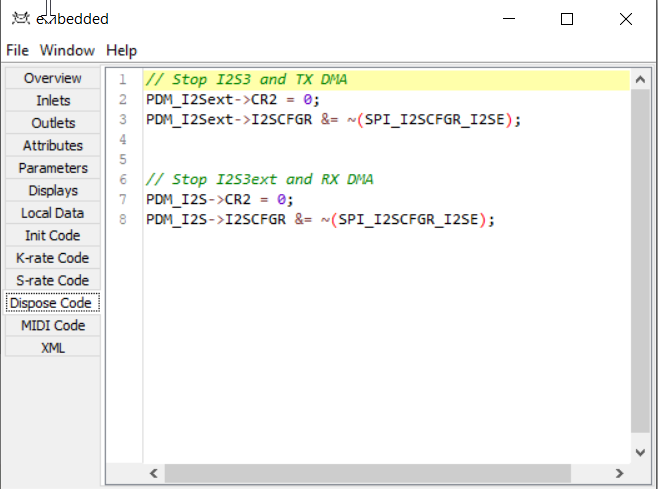 embedded
File Window Help
Overview
Inlets
Outlets
Attributes
Parameters
Displays
Local Data
Init Code
K-rate Code
S-rate Code
Dispose Code
MIDI Code
XML
1 // Stop I2S3 and TX DMA
2 PDM_I2Sext->CR2 = 0;
3 PDM_I2Sext->I2SCFGR &= ~(SPI_I2SCFGR_I2SE);
4
5
6 // Stop I2S3ext and RX DMA
7 PDM_I2S->CR2 = 0;
8 PDM_I2S->I2SCFGR &= ~(SPI_I2SCFGR_I2SE);